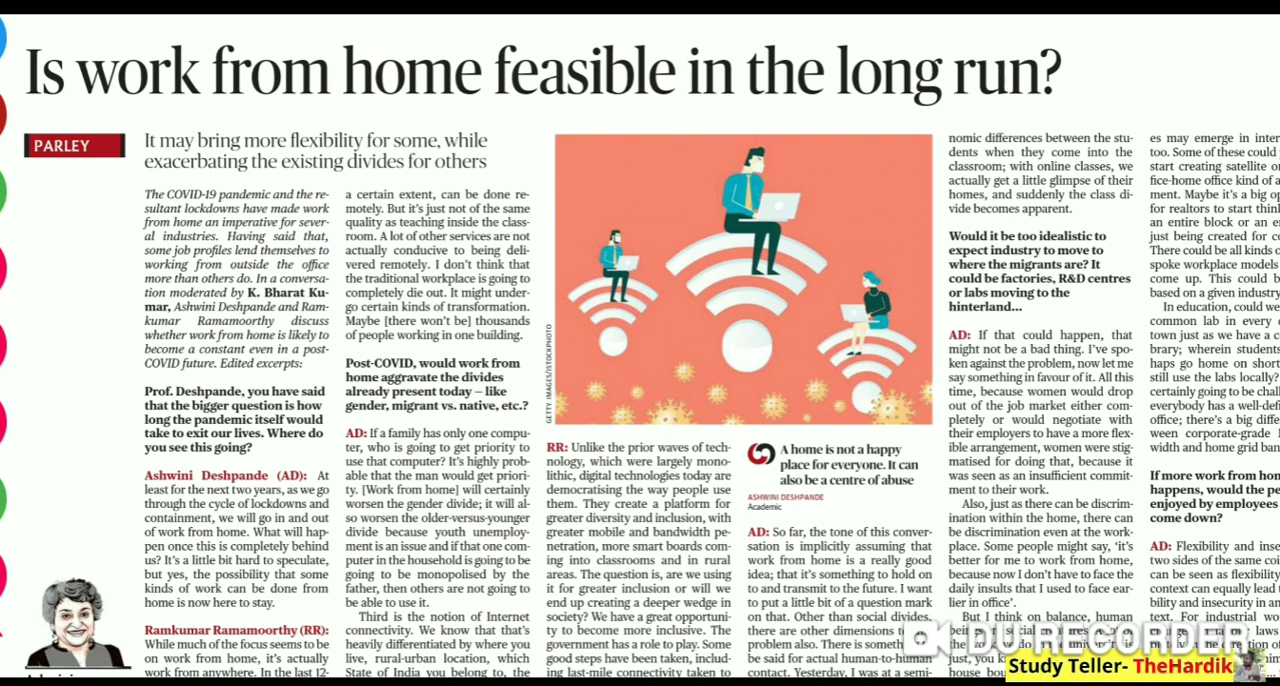 Is work from home feasible in the long run?
PARLEY
It may bring more flexibility for some, while
exacerbating the existing divides for others
The COVID-19 pandemic and the re-
sultant lockdowns have made work
from home an imperative for sever-
al industries. Having said that,
some job profiles lend themselves to
working from outside the office
more than others do. In a conversa-
tion moderated by K. Bharat Ku-
mar, Ashwini Deshpande and Ram-
kumar Ramamoorthy discuss
whether work from home is likely to
become a constant even in a post-
COVID future. Edited excerpts:
Prof. Deshpande, you have said
that the bigger question is how
long the pandemic itself would
take to exit our lives. Where do
you see this going?
Ashwini Deshpande (AD): At
least for the next two years, as we go
through the cycle of lockdowns and
containment, we will go in and out
of work from home. What will hap-
pen once this is completely behind
us? It's a little bit hard to speculate,
but yes, the possibility that some
kinds of work can be done from
home is now here to stay.
Ramkumar Ramamoorthy (RR):
While much of the focus seems to be
on work from home, it's actually
work from anywhere. In the last 12-
a certain extent, can be done re-
motely. But it's just not of the same
quality as teaching inside the class-
room. A lot of other services are not
actually conducive to being deli-
vered remotely. I don't think that
the traditional workplace is going to
completely die out. It might under-
go certain kinds of transformation.
Maybe [there won't be] thousands
of people working in one building.
Post-COVID, would work from
home aggravate the divides
already present today – like
gender, migrant vs. native, etc.?
AD: If a family has only one compu-
ter, who is going to get priority to
use that computer? It's highly prob-
able that the man would get priori-
ty. [Work from home] will certainly
worsen the gender divide; it will al-
so worsen the older-versus-younger
divide because youth unemploy-
ment is an issue and if that one com-
puter in the household is going to be
going to be monopolised by the
father, then others are not going to
be able to use it.
Third is the notion of Internet
connectivity. We know that that's
heavily differentiated by where you
live, rural-urban location, which
State of India you belong to, the
GETTY IMAGES/ISTOCKPHOTO
RR: Unlike the prior waves of tech-
nology, which were largely mono-
lithic, digital technologies today are
democratising the way people use
them. They create a platform for
greater diversity and inclusion, with
greater mobile and bandwidth pe-
netration, more smart boards com-
ing into classrooms and in rural
areas. The question is, are we using
it for greater inclusion or will we
end up creating a deeper wedge in
society? We have a great opportuni-
ty to become more inclusive. The
government has a role to play. Some
good steps have been taken, includ-
ing last-mile connectivity taken to
A home is not a happy
place for everyone. It can
also be a centre of abuse
ASHWINI DESHPANDE
Academic
AD: So far, the tone of this conver-
sation is implicitly assuming that
work from home is a really good
idea; that it's something to hold on
to and transmit to the future. I want
to put a little bit of a question mark
on that. Other than social divides,
there are other dimensions to
problem also. There is someth
be said for actual human-to-human
contact. Yesterday, I was at a semi-
nomic differences between the stu-
dents when they come into the
classroom; with online classes, we
actually get a little glimpse of their
homes, and suddenly the class di-
vide becomes apparent.
Would it be too idealistic to
expect industry to move to
where the migrants are? It
could be factories, R&D centres
or labs moving to the
hinterland...
AD: If that could happen, that
might not be a bad thing. I've spo-
ken against the problem, now let me
say something in favour of it. All this
time, because women would drop
out of the job market either com-
pletely or would negotiate with
their employers to have a more flex-
ible arrangement, women were stig-
matised for doing that, because it
was seen as an insufficient commit-
ment to their work.
Also, just as there can be discrim-
ination within the home, there can
be discrimination even at the work-
place. Some people might say, 'it's
better for me to work from home,
because now I don't have to face the
daily insults that I used to face ear-
lier in office'.
But I think on balance, human
just, you k
house bou
es may emerge in inter
too. Some of these could
start creating satellite o
fice-home office kind of a
ment. Maybe it's a big op
for realtors to start think
an entire block or an e
just being created for co
There could be all kinds o
spoke workplace models
come up. This could b
based on a given industry
In education, could we
common lab in every
town just as we have a c
brary; wherein students
haps go home on short
still use the labs locally?
certainly going to be chall
everybody has a well-defi
office; there's a big diffe
ween corporate-grade
width and home grid ban
If more work from hom
happens, would the pe
enjoyed by employees
come down?
AD: Flexibility and inse
two sides of the same coi
can be seen as flexibility
context can equally lead
bility and insecurity in an
DU RECORDER
Study Teller- TheHardik